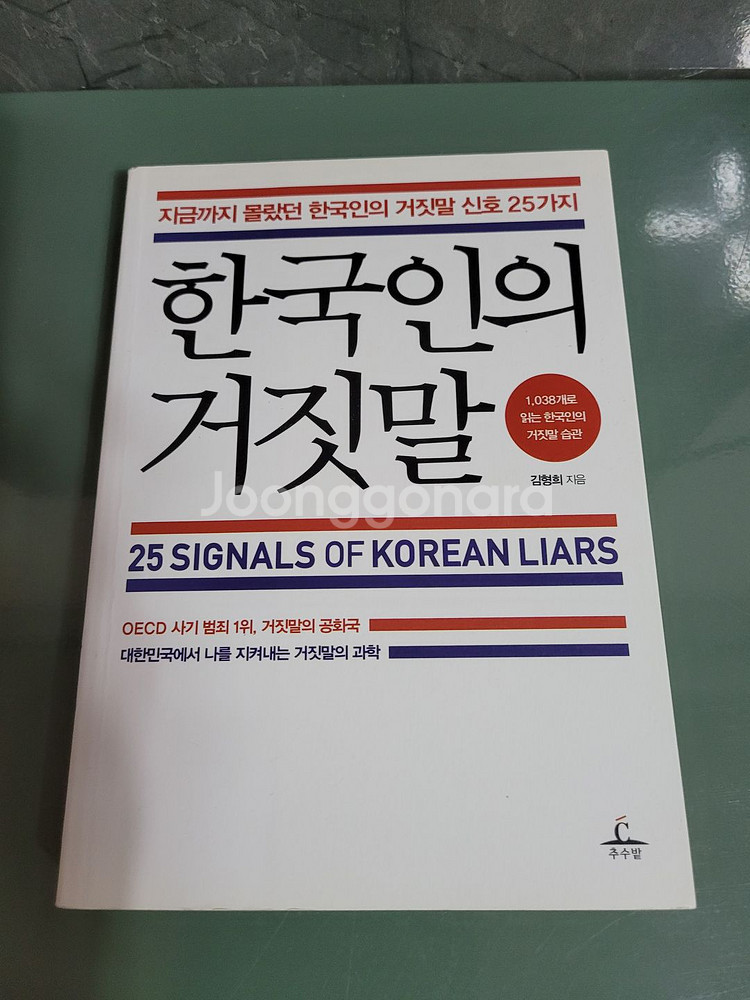 지금까지 몰랐던 한국인의 거짓말 신호 25가지
한국인의
거짓말
1,038개로
읽는 한국인의
거짓말 습관
김형희 지음
Joonggonara
25 SIGNALS OF KOREAN LIARS
OECD 사기 범죄 1위, 거짓말의 공화국
대한민국에서 나를 지켜내는 거짓말의 과학
Ć
추수밭